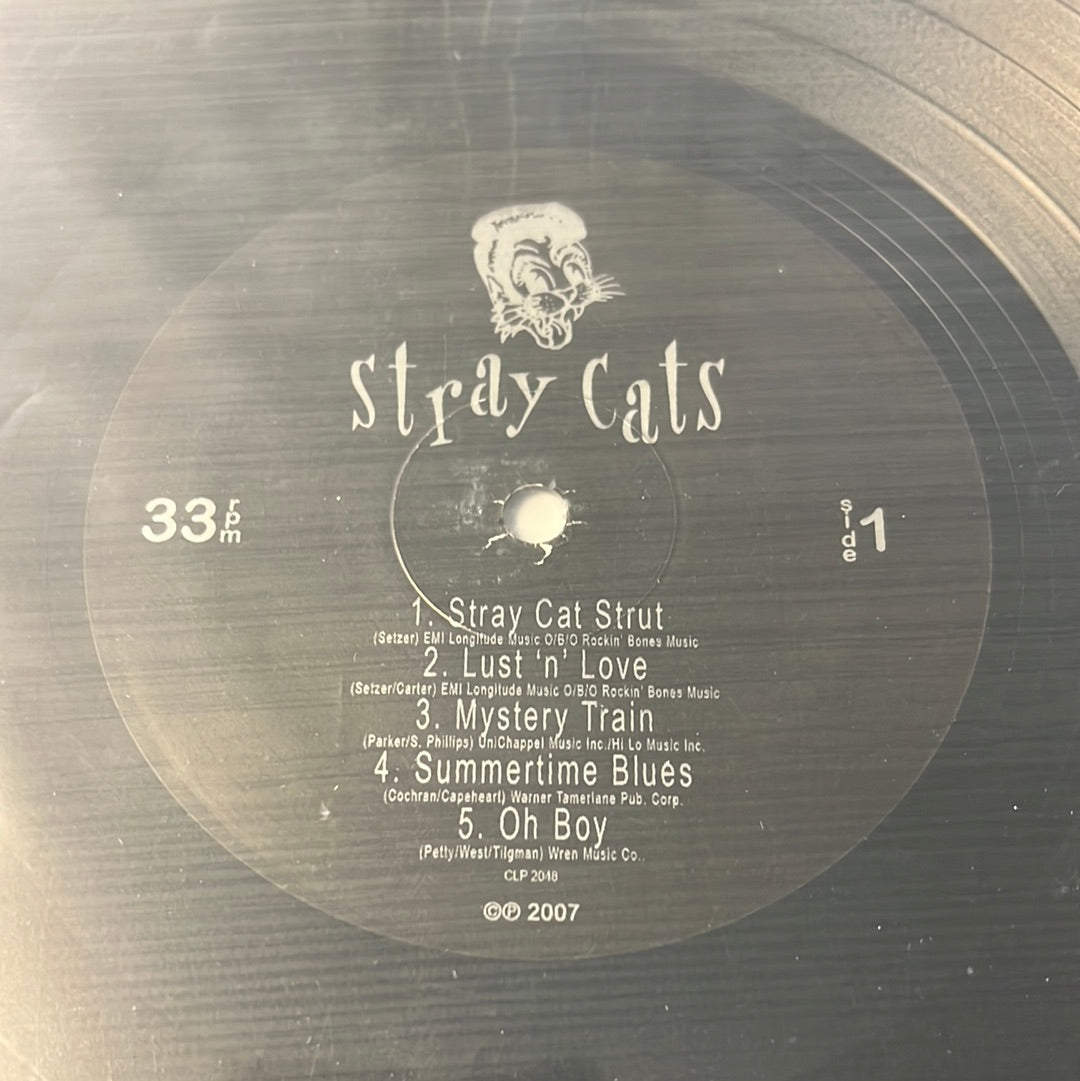 Stray Cats
33 rpm
side 1
1. Stray Cat Strut
(Setzer) EMI Longitude Music O/B/O Rockin' Bones Music
2. Lust 'n' Love
(Setzer/Carter) EMI Longitude Music O/B/O Rockin' Bones Music
3. Mystery Train
(Parker/S. Phillips) UniChappel Music Inc./Hi Lo Music Inc.
4. Summertime Blues
(Cochran/Capeheart) Warner Tamerlane Pub. Corp.
5. Oh Boy
(Petty/West/Tilgman) Wren Music Co..
CLP 2048
©℗ 2007